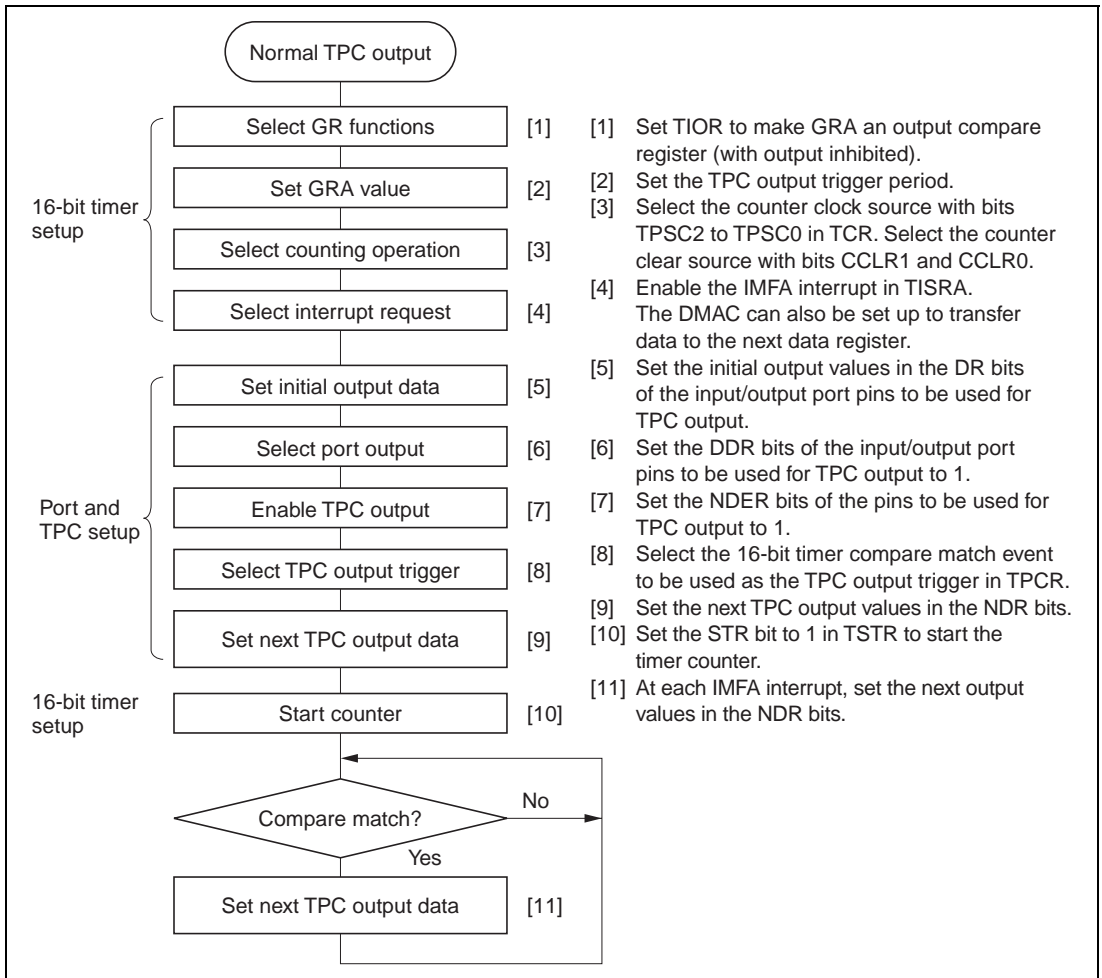 Normal TPC output
16-bit timer
setup
Select GR functions [1]
Set GRA value [2]
Select counting operation [3]
Select interrupt request [4]
Port and
TPC setup
Set initial output data [5]
Select port output [6]
Enable TPC output [7]
Select TPC output trigger [8]
Set next TPC output data [9]
16-bit timer
setup
Start counter [10]
Compare match?
No
Yes
Set next TPC output data [11]
[1] Set TIOR to make GRA an output compare
register (with output inhibited).
[2] Set the TPC output trigger period.
[3] Select the counter clock source with bits
TPSC2 to TPSC0 in TCR. Select the counter
clear source with bits CCLR1 and CCLR0.
[4] Enable the IMFA interrupt in TISRA.
The DMAC can also be set up to transfer
data to the next data register.
[5] Set the initial output values in the DR bits
of the input/output port pins to be used for
TPC output.
[6] Set the DDR bits of the input/output port
pins to be used for TPC output to 1.
[7] Set the NDER bits of the pins to be used for
TPC output to 1.
[8] Select the 16-bit timer compare match event
to be used as the TPC output trigger in TPCR.
[9] Set the next TPC output values in the NDR bits.
[10] Set the STR bit to 1 in TSTR to start the
timer counter.
[11] At each IMFA interrupt, set the next output
values in the NDR bits.